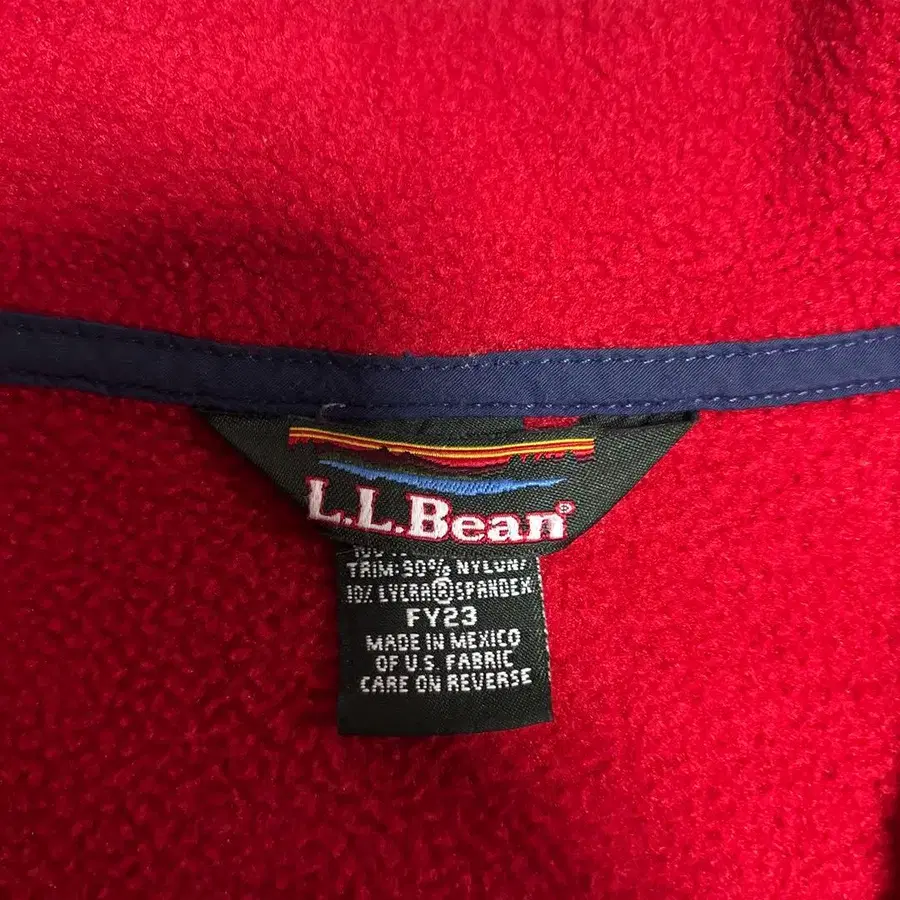 L.L.Bean®
TRIM: 90% NYLON/
10% LYCRA® SPANDEX
FY23
MADE IN MEXICO
OF U.S. FABRIC
CARE ON REVERSE